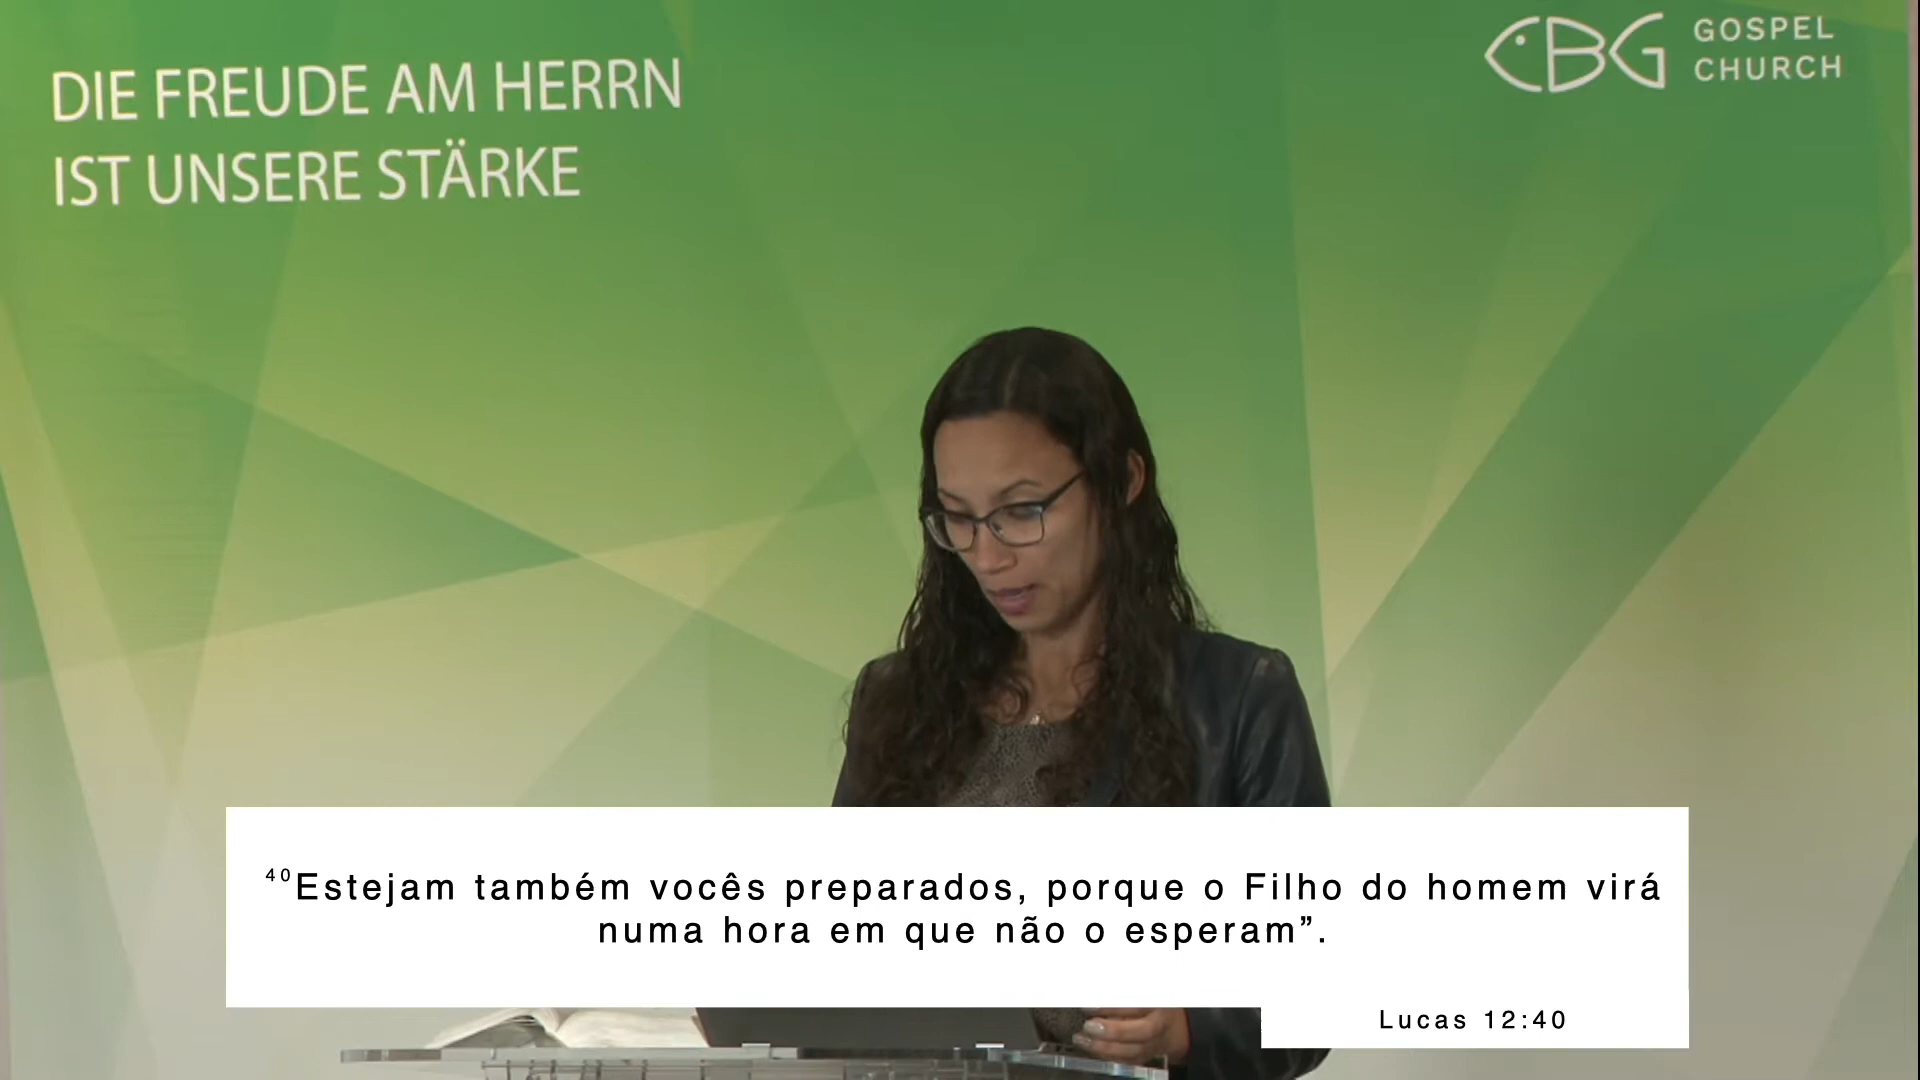 DIE FREUDE AM HERRN
IST UNSERE STÄRKE
CBG
GOSPEL
CHURCH
⁴⁰Estejam também vocês preparados, porque o Filho do homem virá
numa hora em que não o esperam”.
Lucas 12:40